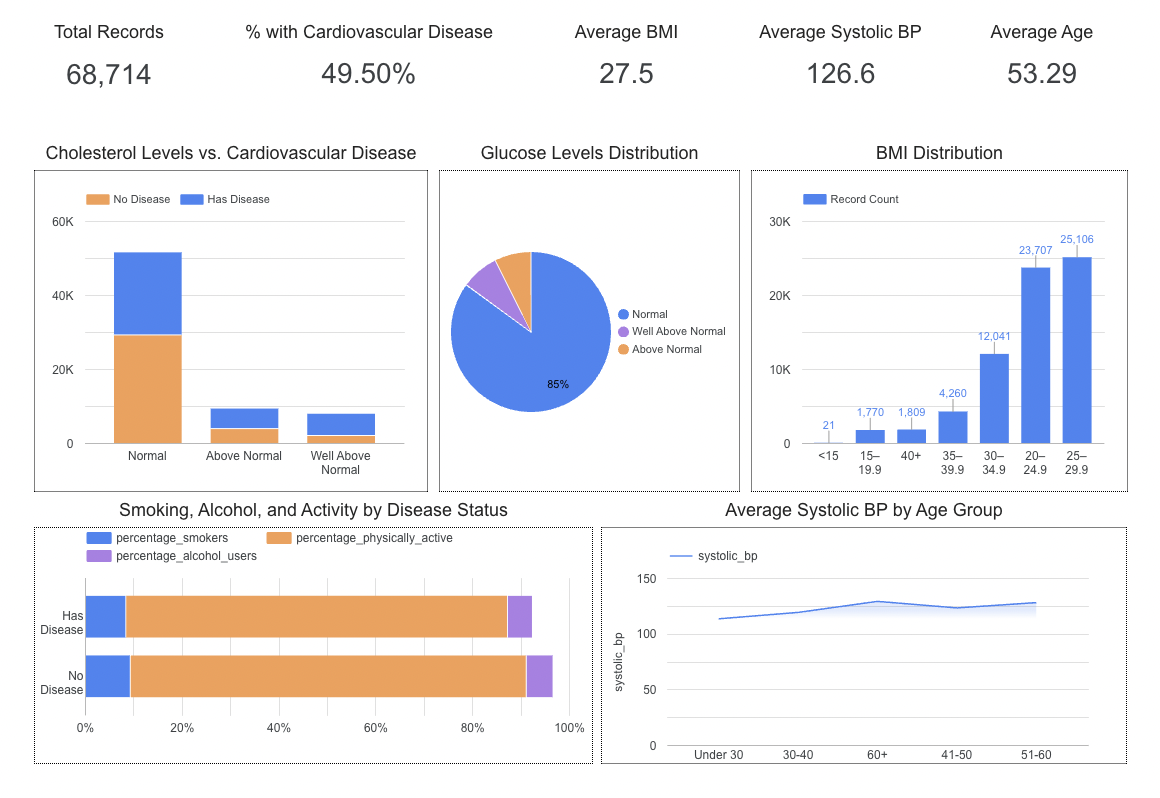 Total Records
% with Cardiovascular Disease
Average BMI
Average Systolic BP
Average Age
68,714
49.50%
27.5
126.6
53.29
Cholesterol Levels vs. Cardiovascular Disease
No Disease
Has Disease
60K
40K
20K
0
Normal
Above Normal
Well Above
Normal
Glucose Levels Distribution
85%
Normal
Well Above Normal
Above Normal
BMI Distribution
Record Count
30K
20K
10K
0
21
1,770
1,809
4,260
12,041
23,707
25,106
<15
15–
19.9
40+
35–
39.9
30–
34.9
20–
24.9
25–
29.9
Smoking, Alcohol, and Activity by Disease Status
percentage_smokers
percentage_physically_active
percentage_alcohol_users
Has
Disease
No
Disease
0%
20%
40%
60%
80%
100%
Average Systolic BP by Age Group
systolic_bp
systolic_bp
150
100
50
0
Under 30
30-40
60+
41-50
51-60